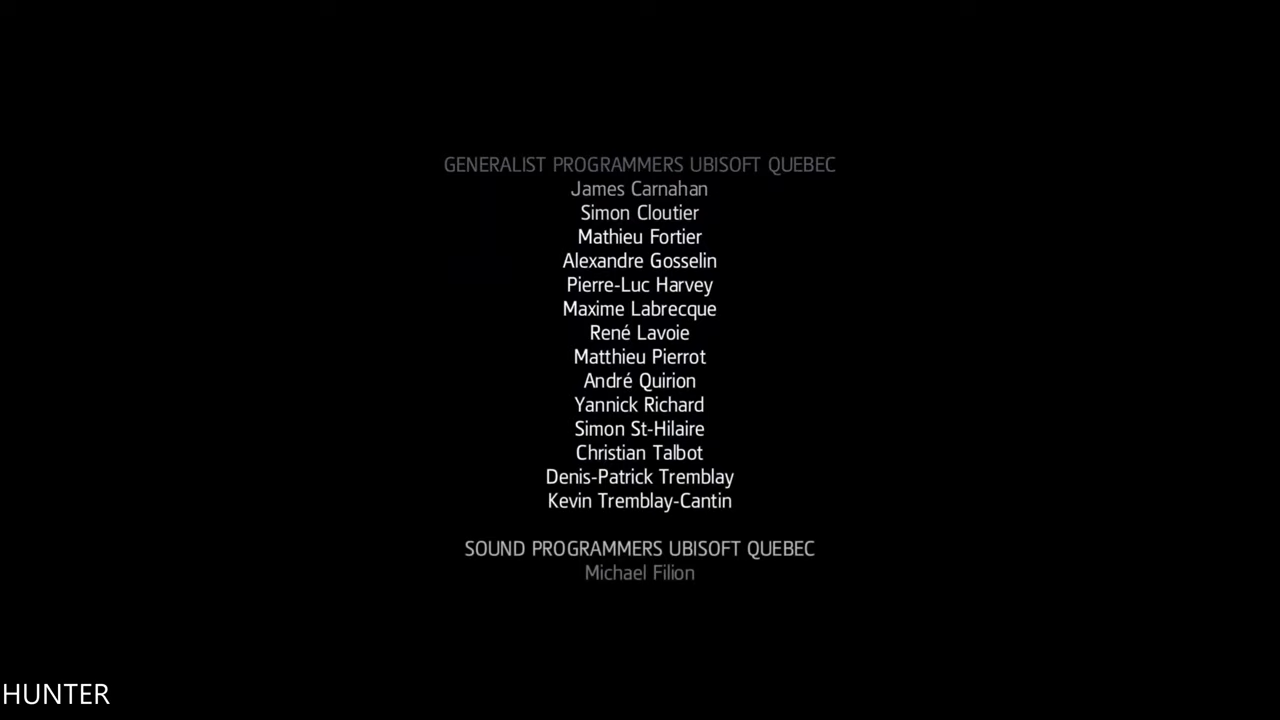 GENERALIST PROGRAMMERS UBISOFT QUEBEC
James Carnahan
Simon Cloutier
Mathieu Fortier
Alexandre Gosselin
Pierre-Luc Harvey
Maxime Labrecque
René Lavoie
Matthieu Pierrot
André Quirion
Yannick Richard
Simon St-Hilaire
Christian Talbot
Denis-Patrick Tremblay
Kevin Tremblay-Cantin
SOUND PROGRAMMERS UBISOFT QUEBEC
Michael Filion
HUNTER